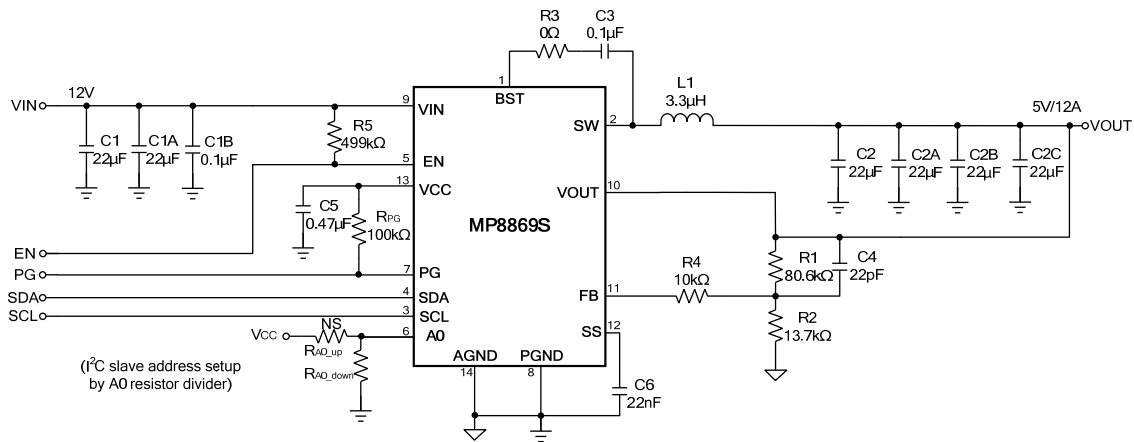 R3
0Ω
C3
0.1µF
1
BST
VIN
12V
9
VIN
C1
22µF
C1A
22µF
C1B
0.1µF
R5
499kΩ
5
EN
13
VCC
C5
0.47µF
RPG
100kΩ
EN
PG
7
PG
SDA
4
SDA
SCL
3
SCL
VCC
NS
6
A0
RA0_up
RA0_down
(I²C slave address setup
by A0 resistor divider)
MP8869S
SW
2
L1
3.3µH
5V/12A
VOUT
C2
22µF
C2A
22µF
C2B
22µF
C2C
22µF
VOUT
10
R1
80.6kΩ
C4
22pF
R4
10kΩ
FB
11
R2
13.7kΩ
SS
12
AGND
14
PGND
8
C6
22nF